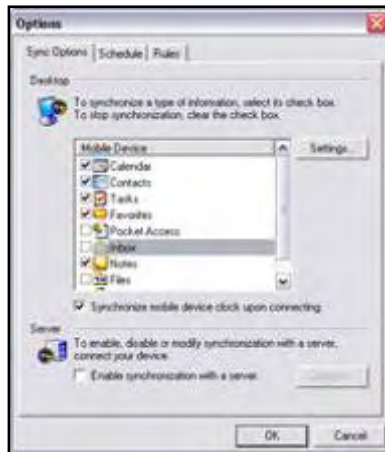 Options
Sync Options Schedule Rules
Desktop
To synchronize a type of information, select its check box.
To stop synchronization, clear the check box.
Mobile Device
Settings...
Calendar
Contacts
Tasks
Favorites
Pocket Access
Inbox
Notes
Files
Synchronize mobile device clock upon connecting
Server
To enable, disable or modify synchronization with a server,
connect your device.
Enable synchronization with a server.
OK Cancel